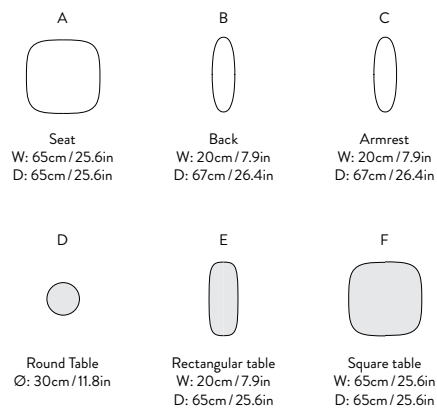 A
B
C
Seat
W: 65cm/25.6in
D: 65cm/25.6in
Back
W: 20cm/7.9in
D: 67cm/26.4in
Armrest
W: 20cm/7.9in
D: 67cm/26.4in
D
E
F
Round Table
Ø: 30cm/11.8in
Rectangular table
W: 20cm/7.9in
D: 65cm/25.6in
Square table
W: 65cm/25.6in
D: 65cm/25.6in